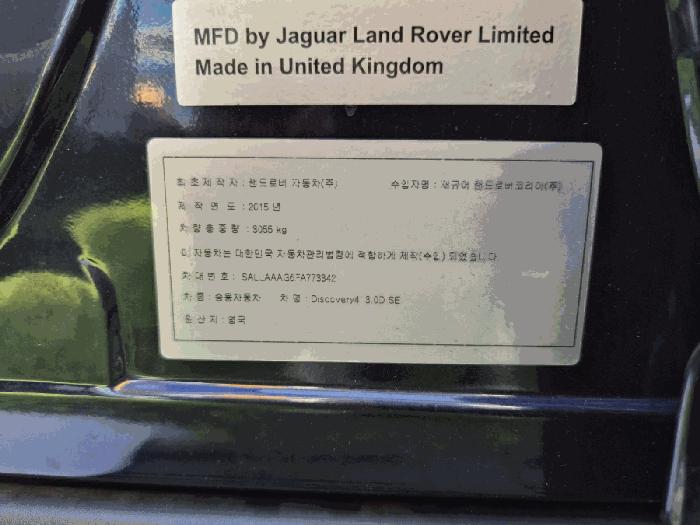 MFD by Jaguar Land Rover Limited
Made in United Kingdom
최초제작자 : 랜드로버 자동차(주) 수입자명 : 재규어 랜드로버코리아(주)
제 작 연 도 : 2015 년
차 량 총 중 량 : 3055 kg
이 자동차는 대한민국 자동차관리법령에 적합하게 제작(수입) 되었습니다
차 대 번 호 : SALLAAAG6FA773342
차 종 : 승용자동차 차 명 : Discovery4 3.0D SE
원 산 지 : 영국